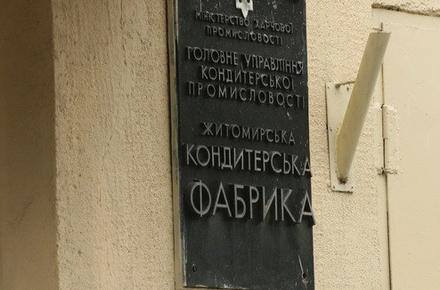 МІНІСТЕРСТВО ХАРЧОВОЇ
ПРОМИСЛОВОСТІ
ГОЛОВНЕ УПРАВЛІННЯ
КОНДИТЕРСЬКОЇ
ПРОМИСЛОВОСТІ
ЖИТОМИРСЬКА
КОНДИТЕРСЬКА
ФАБРИКА